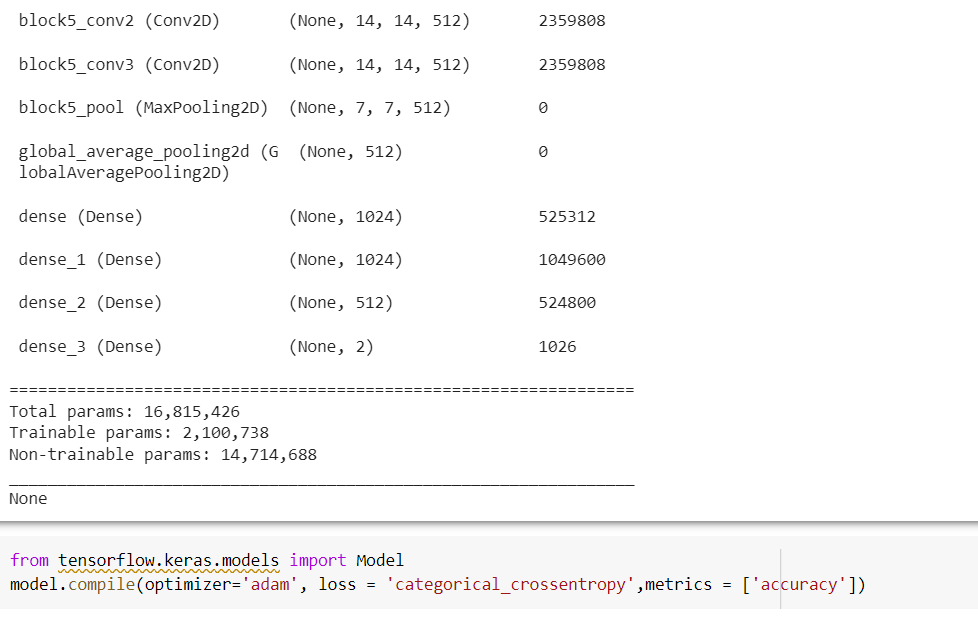 block5_conv2 (Conv2D) (None, 14, 14, 512) 2359808
block5_conv3 (Conv2D) (None, 14, 14, 512) 2359808
block5_pool (MaxPooling2D) (None, 7, 7, 512) 0
global_average_pooling2d (G (None, 512) 0
lobalAveragePooling2D)
dense (Dense) (None, 1024) 525312
dense_1 (Dense) (None, 1024) 1049600
dense_2 (Dense) (None, 512) 524800
dense_3 (Dense) (None, 2) 1026
=================================================================
Total params: 16,815,426
Trainable params: 2,100,738
Non-trainable params: 14,714,688
_________________________________________________________________
None
from tensorflow.keras.models import Model
model.compile(optimizer='adam', loss = 'categorical_crossentropy',metrics = ['accuracy'])